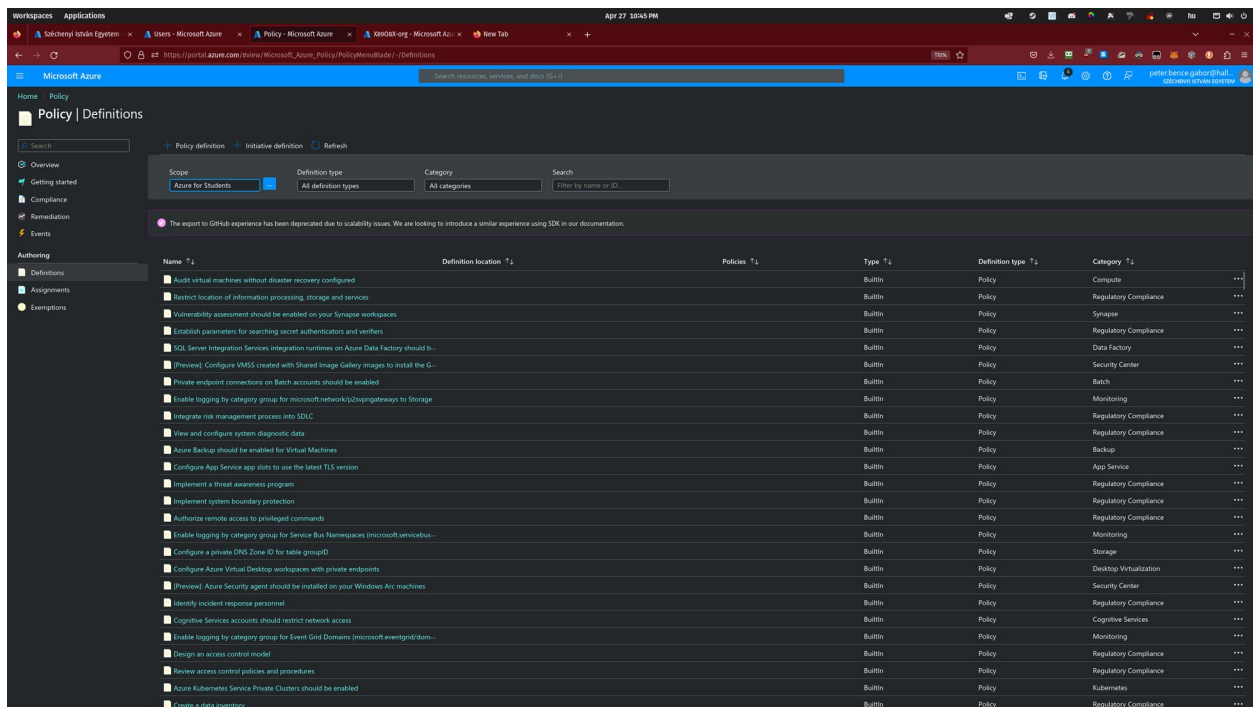 Workspaces Applications Apr 27 10:45 PM hu
Széchenyi István Egyetem - × Users - Microsoft Azure × Policy - Microsoft Azure × X8908X-org - Microsoft Azur × New Tab × +
https://portal.azure.com/#view/Microsoft_Azure_Policy/PolicyMenuBlade/~/Definitions 110%
Microsoft Azure Search resources, services, and docs (G+/) peter.bence.gabor@hall...
SZÉCHENYI ISTVÁN EGYETEM
Home Policy
Policy | Definitions
Search
Overview
Getting started
Compliance
Remediation
Events
Authoring
Definitions
Assignments
Exemptions
+ Policy definition + Initiative definition Refresh
Scope Definition type Category Search
Azure for Students ... All definition types All categories Filter by name or ID...
The export to GitHub experience has been deprecated due to scalability issues. We are looking to introduce a similar experience using SDK in our documentation.
Name ↑↓ Definition location ↑↓ Policies ↑↓ Type ↑↓ Definition type ↑↓ Category ↑↓
Audit virtual machines without disaster recovery configured BuiltIn Policy Compute ...
Restrict location of information processing, storage and services BuiltIn Policy Regulatory Compliance ...
Vulnerability assessment should be enabled on your Synapse workspaces BuiltIn Policy Synapse ...
Establish parameters for searching secret authenticators and verifiers BuiltIn Policy Regulatory Compliance ...
SQL Server Integration Services integration runtimes on Azure Data Factory should b... BuiltIn Policy Data Factory ...
[Preview]: Configure VMSS created with Shared Image Gallery images to install the G... BuiltIn Policy Security Center ...
Private endpoint connections on Batch accounts should be enabled BuiltIn Policy Batch ...
Enable logging by category group for microsoft.network/p2svpngateways to Storage BuiltIn Policy Monitoring ...
Integrate risk management process into SDLC BuiltIn Policy Regulatory Compliance ...
View and configure system diagnostic data BuiltIn Policy Regulatory Compliance ...
Azure Backup should be enabled for Virtual Machines BuiltIn Policy Backup ...
Configure App Service app slots to use the latest TLS version BuiltIn Policy App Service ...
Implement a threat awareness program BuiltIn Policy Regulatory Compliance ...
Implement system boundary protection BuiltIn Policy Regulatory Compliance ...
Authorize remote access to privileged commands BuiltIn Policy Regulatory Compliance ...
Enable logging by category group for Service Bus Namespaces (microsoft.servicebus... BuiltIn Policy Monitoring ...
Configure a private DNS Zone ID for table groupID BuiltIn Policy Storage ...
Configure Azure Virtual Desktop workspaces with private endpoints BuiltIn Policy Desktop Virtualization ...
[Preview]: Azure Security agent should be installed on your Windows Arc machines BuiltIn Policy Security Center ...
Identify incident response personnel BuiltIn Policy Regulatory Compliance ...
Cognitive Services accounts should restrict network access BuiltIn Policy Cognitive Services ...
Enable logging by category group for Event Grid Domains (microsoft.eventgrid/dom... BuiltIn Policy Monitoring ...
Design an access control model BuiltIn Policy Regulatory Compliance ...
Review access control policies and procedures BuiltIn Policy Regulatory Compliance ...
Azure Kubernetes Service Private Clusters should be enabled BuiltIn Policy Kubernetes ...
Create a data inventory BuiltIn Policy Regulatory Compliance ...